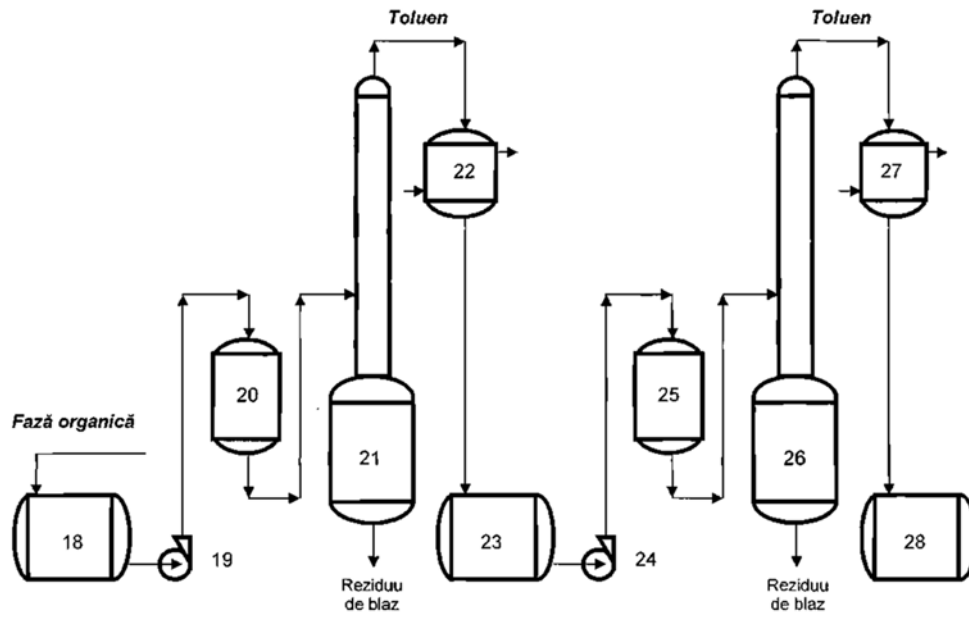 Toluen
Toluen
22
27
20
25
Fază organică
21
26
18
19
23
24
28
Reziduu
de blaz
Reziduu
de blaz